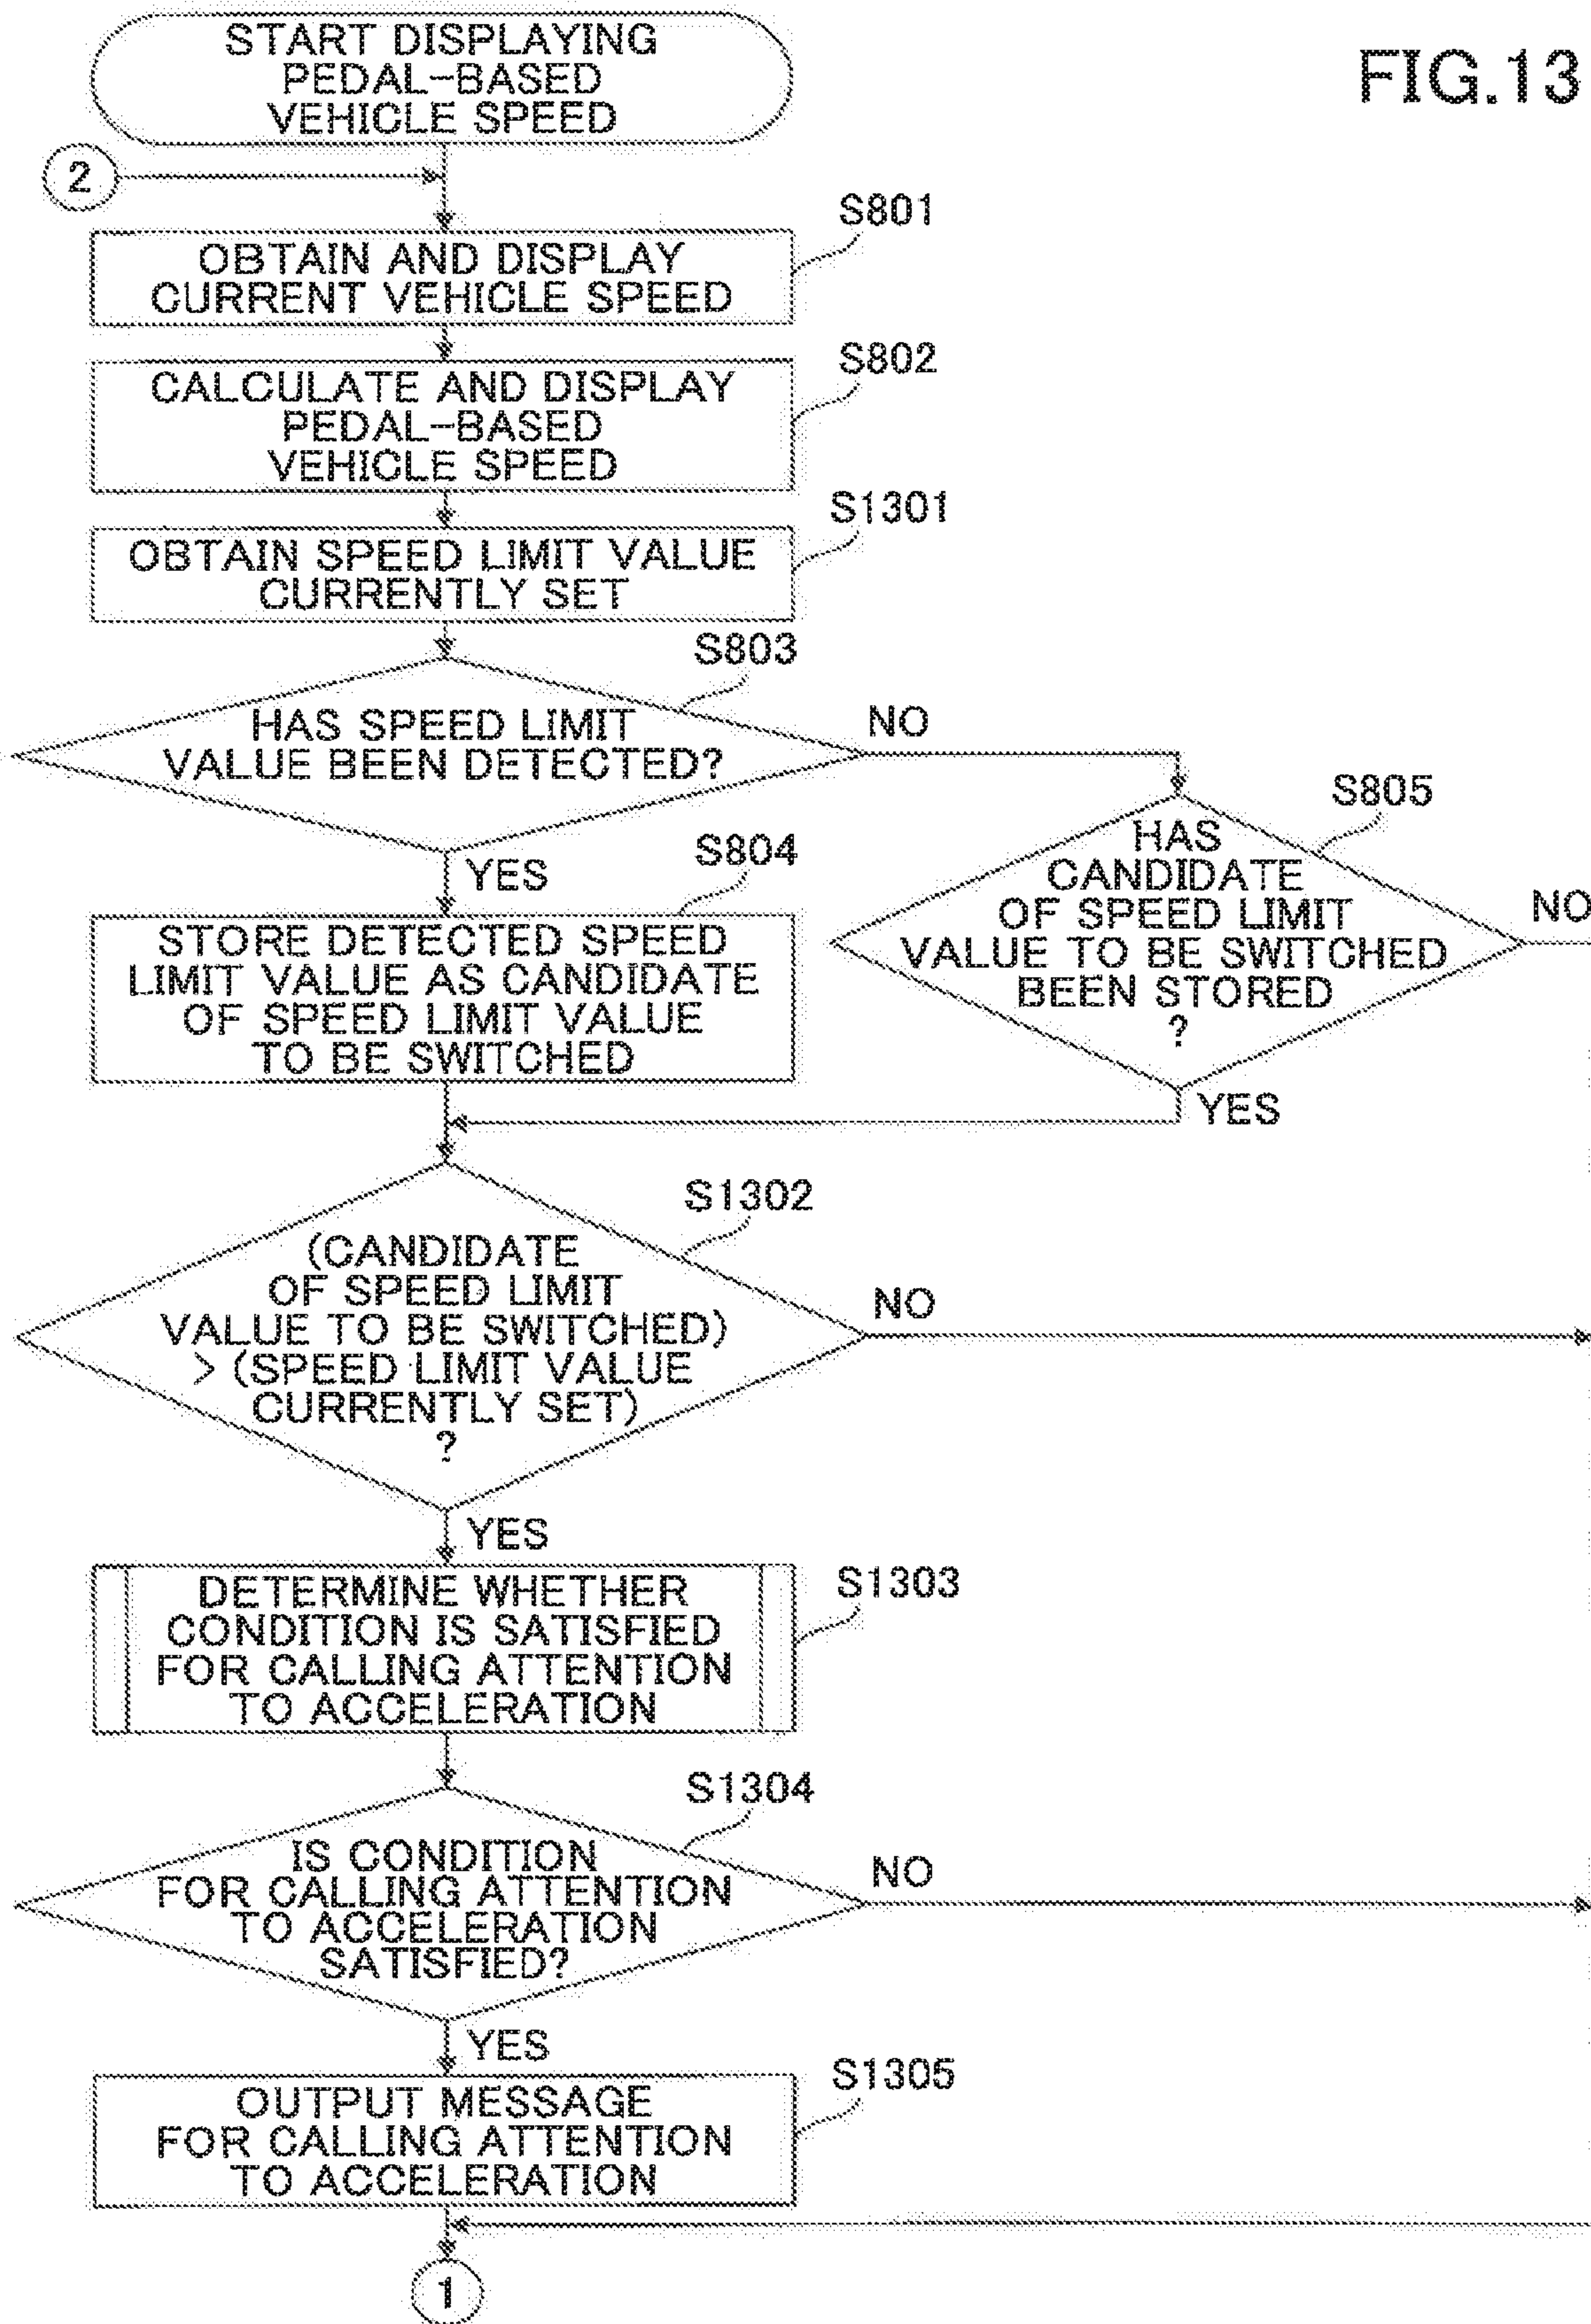 FIG.13
START DISPLAYING
PEDAL-BASED
VEHICLE SPEED
2
S801
OBTAIN AND DISPLAY
CURRENT VEHICLE SPEED
S802
CALCULATE AND DISPLAY
PEDAL-BASED
VEHICLE SPEED
S1301
OBTAIN SPEED LIMIT VALUE
CURRENTLY SET
S803
HAS SPEED LIMIT
VALUE BEEN DETECTED?
NO
YES
S805
HAS
CANDIDATE
OF SPEED LIMIT
VALUE TO BE SWITCHED
BEEN STORED
?
NO
YES
S804
STORE DETECTED SPEED
LIMIT VALUE AS CANDIDATE
OF SPEED LIMIT VALUE
TO BE SWITCHED
S1302
(CANDIDATE
OF SPEED LIMIT
VALUE TO BE SWITCHED)
> (SPEED LIMIT VALUE
CURRENTLY SET)
?
NO
YES
S1303
DETERMINE WHETHER
CONDITION IS SATISFIED
FOR CALLING ATTENTION
TO ACCELERATION
S1304
IS CONDITION
FOR CALLING ATTENTION
TO ACCELERATION
SATISFIED?
NO
YES
S1305
OUTPUT MESSAGE
FOR CALLING ATTENTION
TO ACCELERATION
1